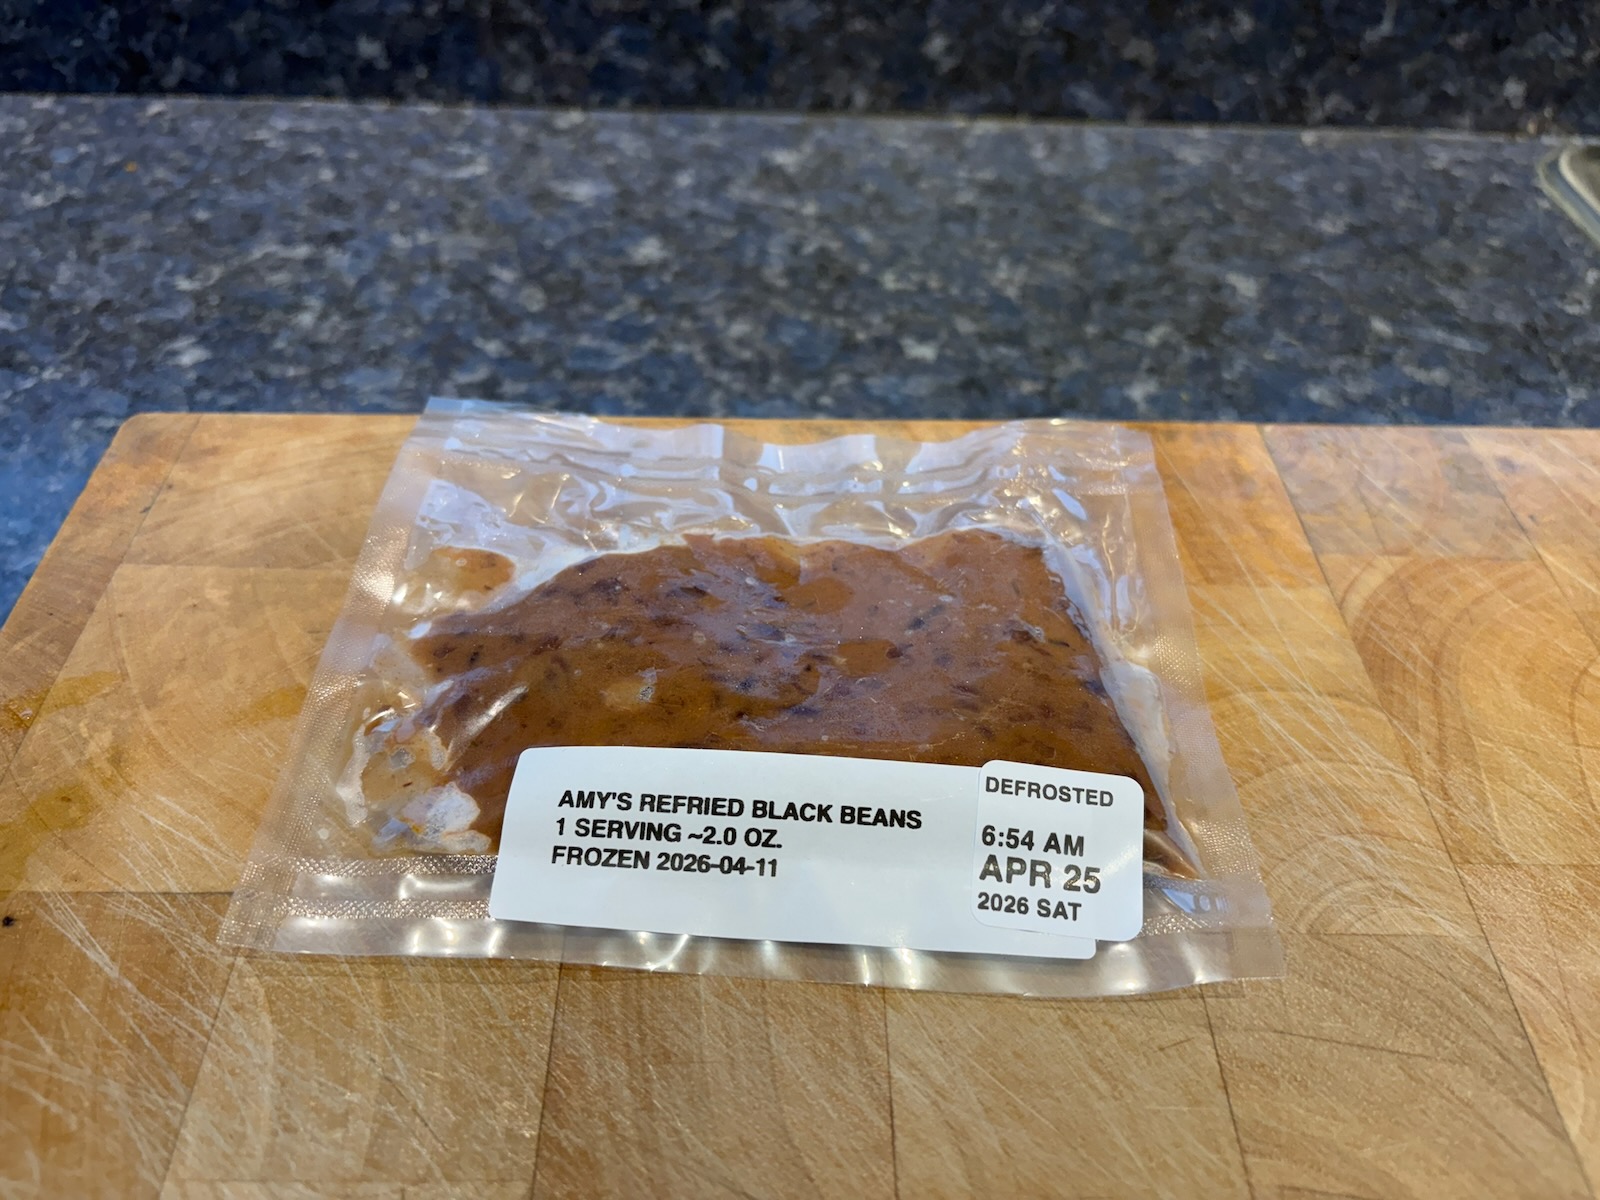 AMY'S REFRIED BLACK BEANS
1 SERVING ~2.0 OZ.
FROZEN 2026-04-11
DEFROSTED
6:54 AM
APR 25
2026 SAT